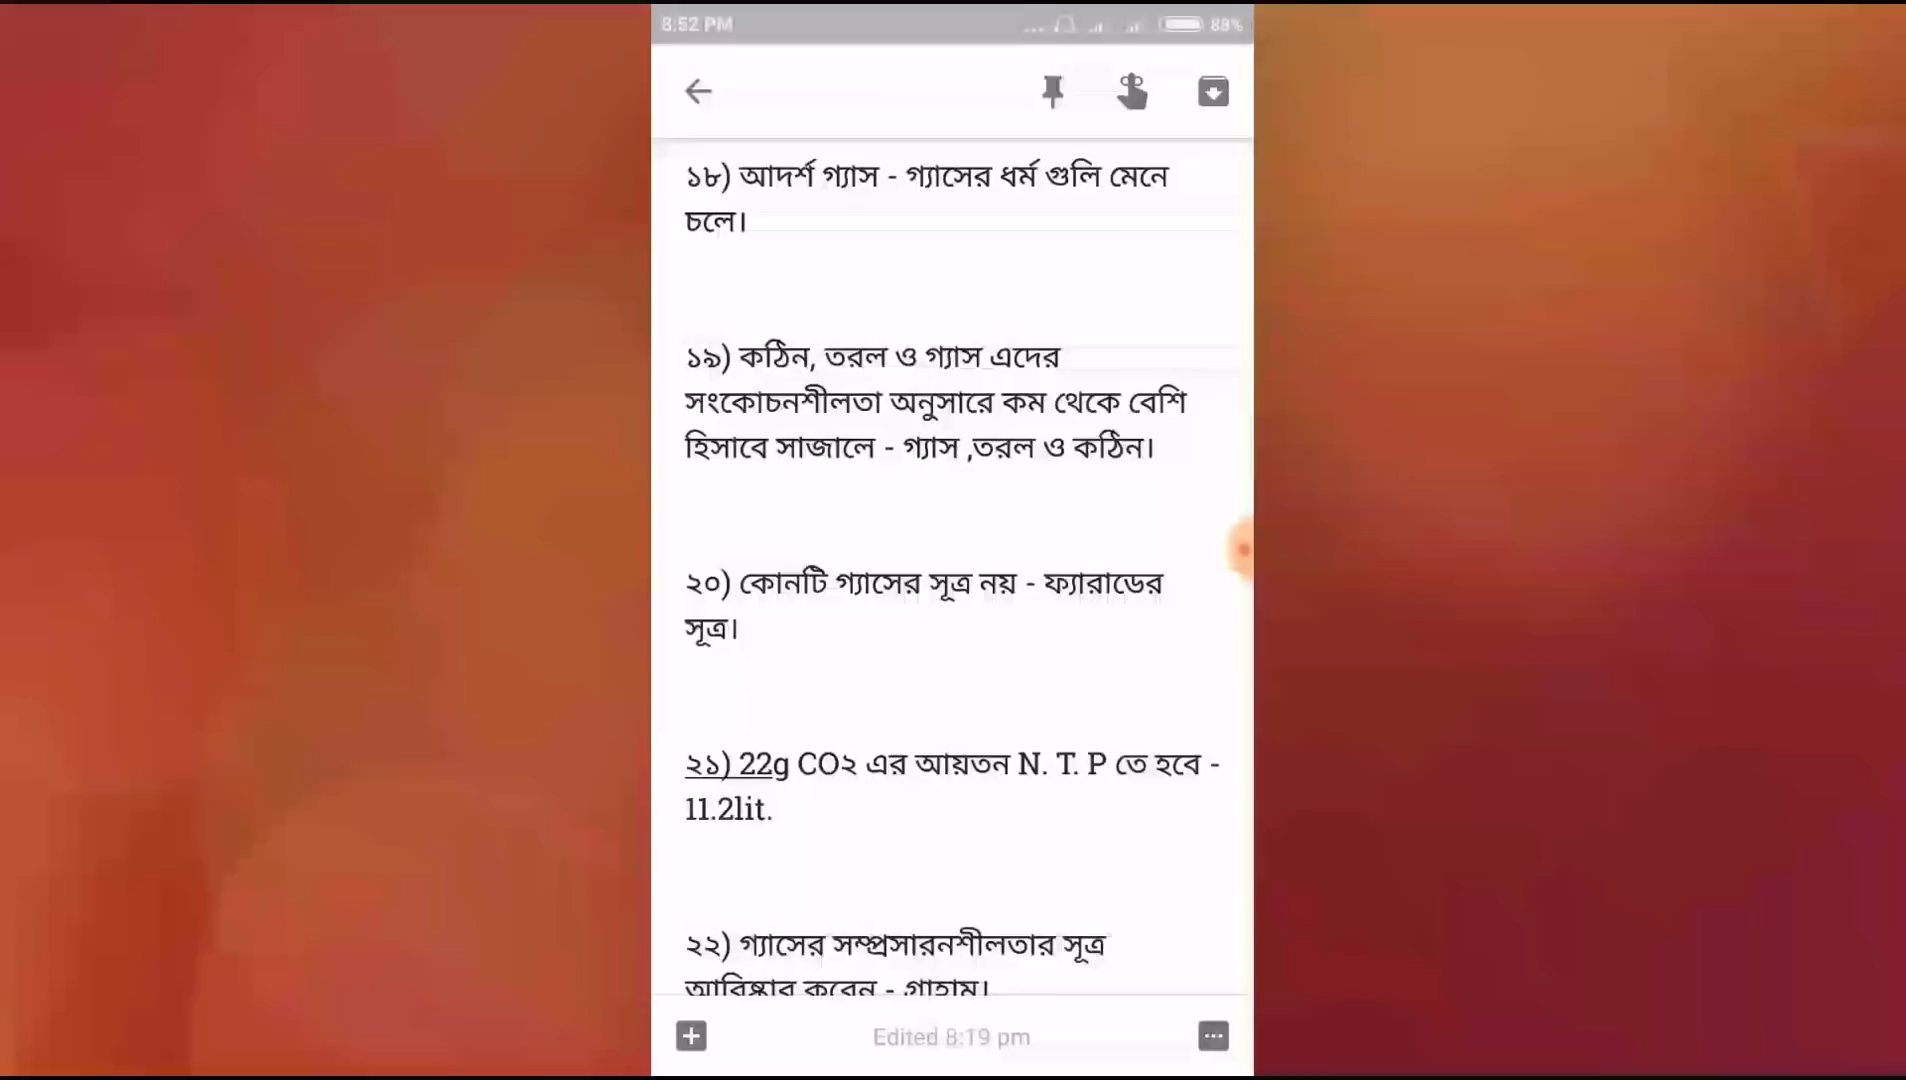 8:52 PM
88%
১৮) আদর্শ গ্যাস - গ্যাসের ধর্ম গুলি মেনে
চলে।
১৯) কঠিন, তরল ও গ্যাস এদের
সংকোচনশীলতা অনুসারে কম থেকে বেশি
হিসাবে সাজালে - গ্যাস ,তরল ও কঠিন।
২০) কোনটি গ্যাসের সূত্র নয় - ফ্যারাডের
সূত্র।
২১) 22g CO২ এর আয়তন N. T. P তে হবে -
11.2lit.
২২) গ্যাসের সম্প্রসারনশীলতার সূত্র
আবিষ্কার করেন - গ্রাহাম।
Edited 8:19 pm